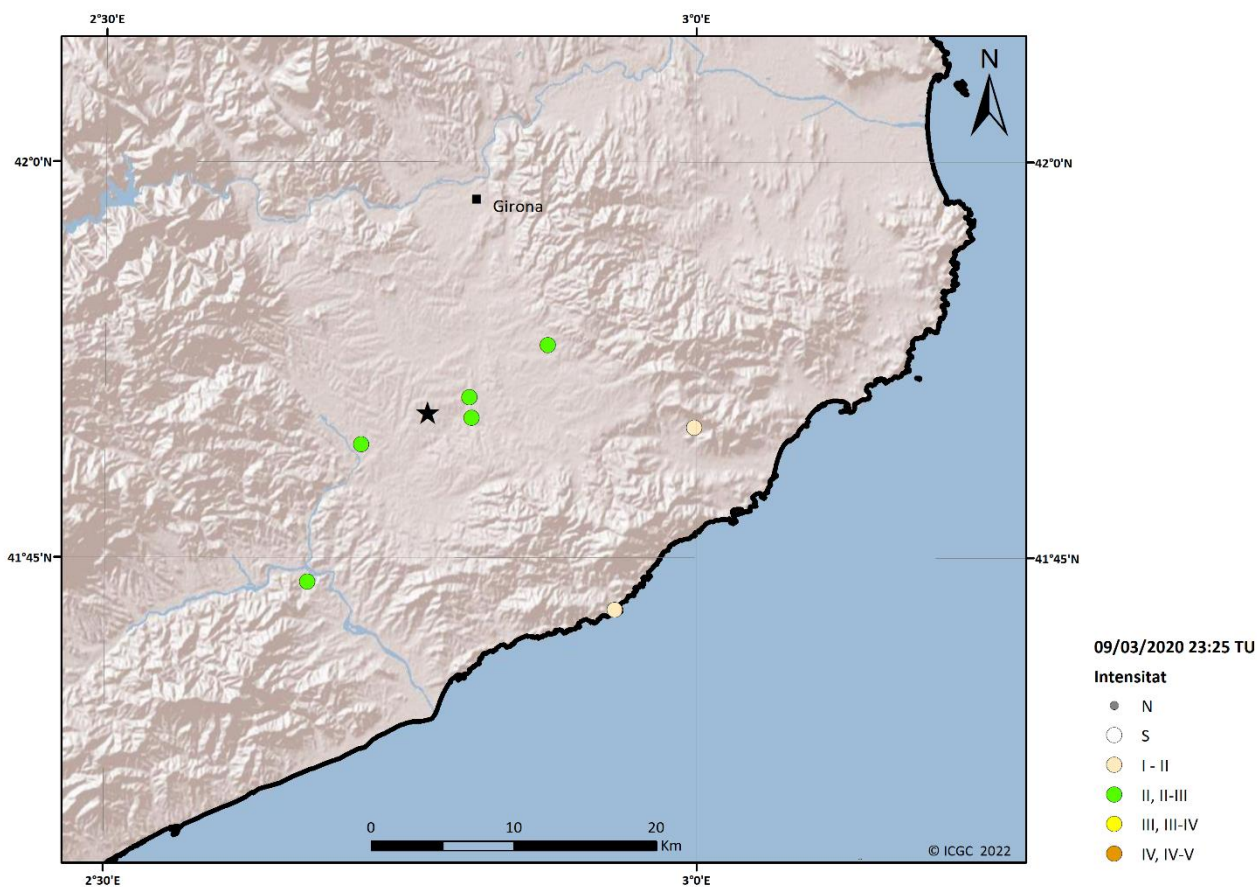 2°30'E
3°0'E
N
42°0'N
42°0'N
Girona
41°45'N
41°45'N
09/03/2020 23:25 TU
Intensitat
N
S
I - II
II, II-III
III, III-IV
IV, IV-V
0
10
20
Km
© ICGC 2022
2°30'E
3°0'E